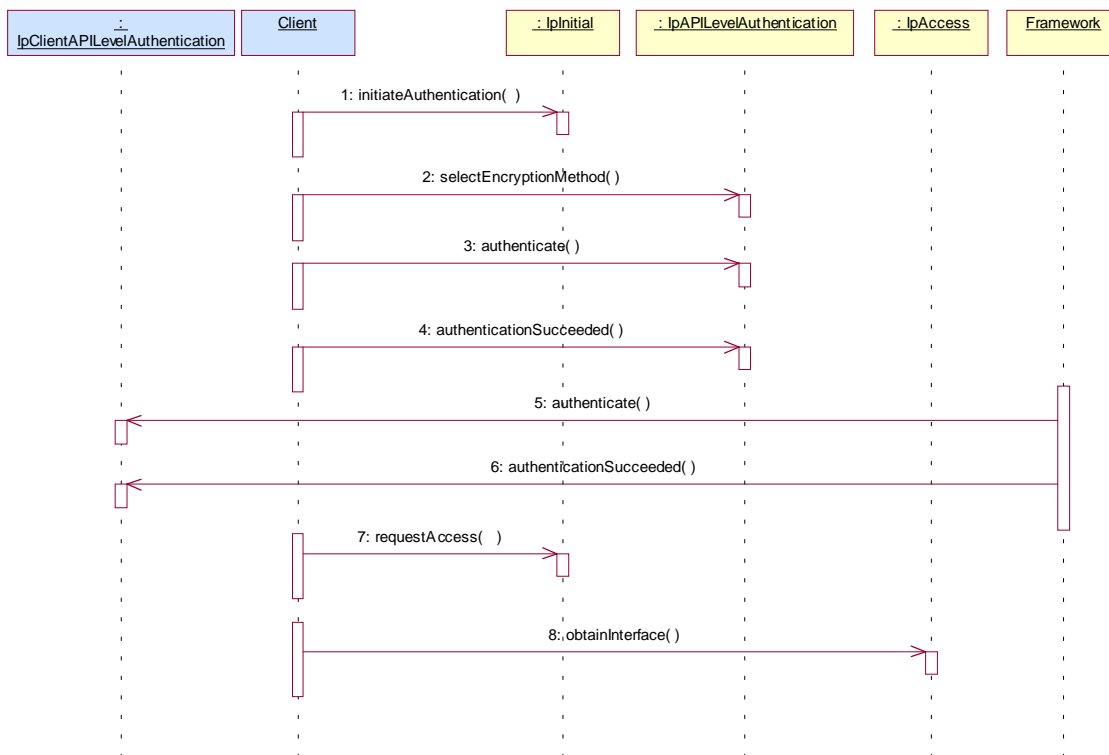 :
IpClientAPILevelAuthentication
Client
: IpInitial
: IpAPILevelAuthentication
: IpAccess
Framework
1: initiateAuthentication( )
2: selectEncryptionMethod( )
3: authenticate( )
4: authenticationSucceeded( )
5: authenticate( )
6: authenticationSucceeded( )
7: requestAccess( )
8: obtainInterface( )